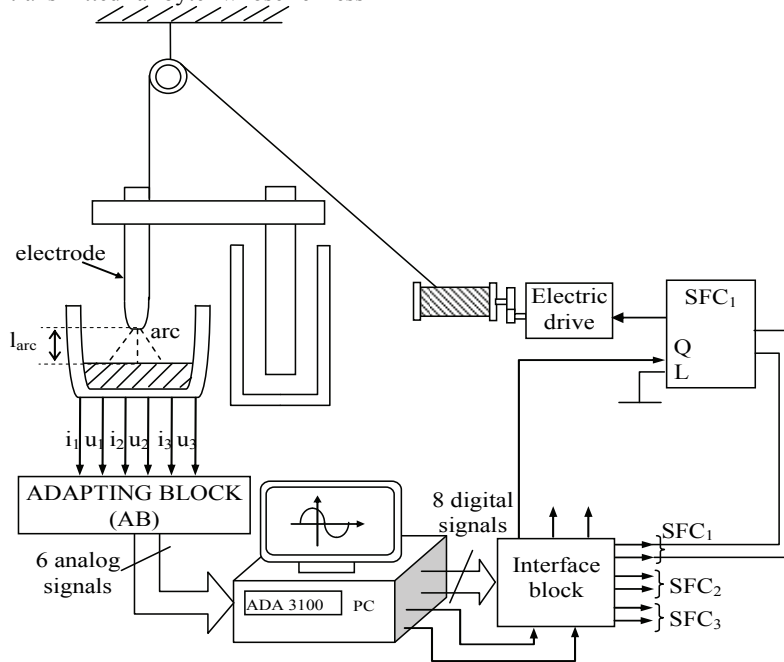 electrode
arc
l_arc
i₁ u₁ i₂ u₂ i₃ u₃
ADAPTING BLOCK
(AB)
6 analog
signals
ADA 3100
PC
8 digital
signals
Interface
block
Electric
drive
SFC₁
Q
L
SFC₁
SFC₂
SFC₃